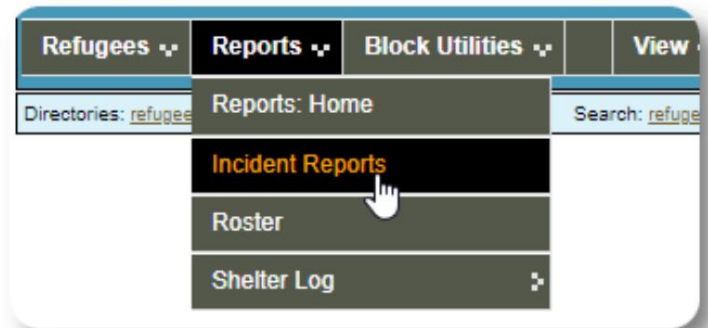 Refugees Reports Block Utilities View
Reports: Home
Directories: refugee Search: refuge
Incident Reports
Roster
Shelter Log